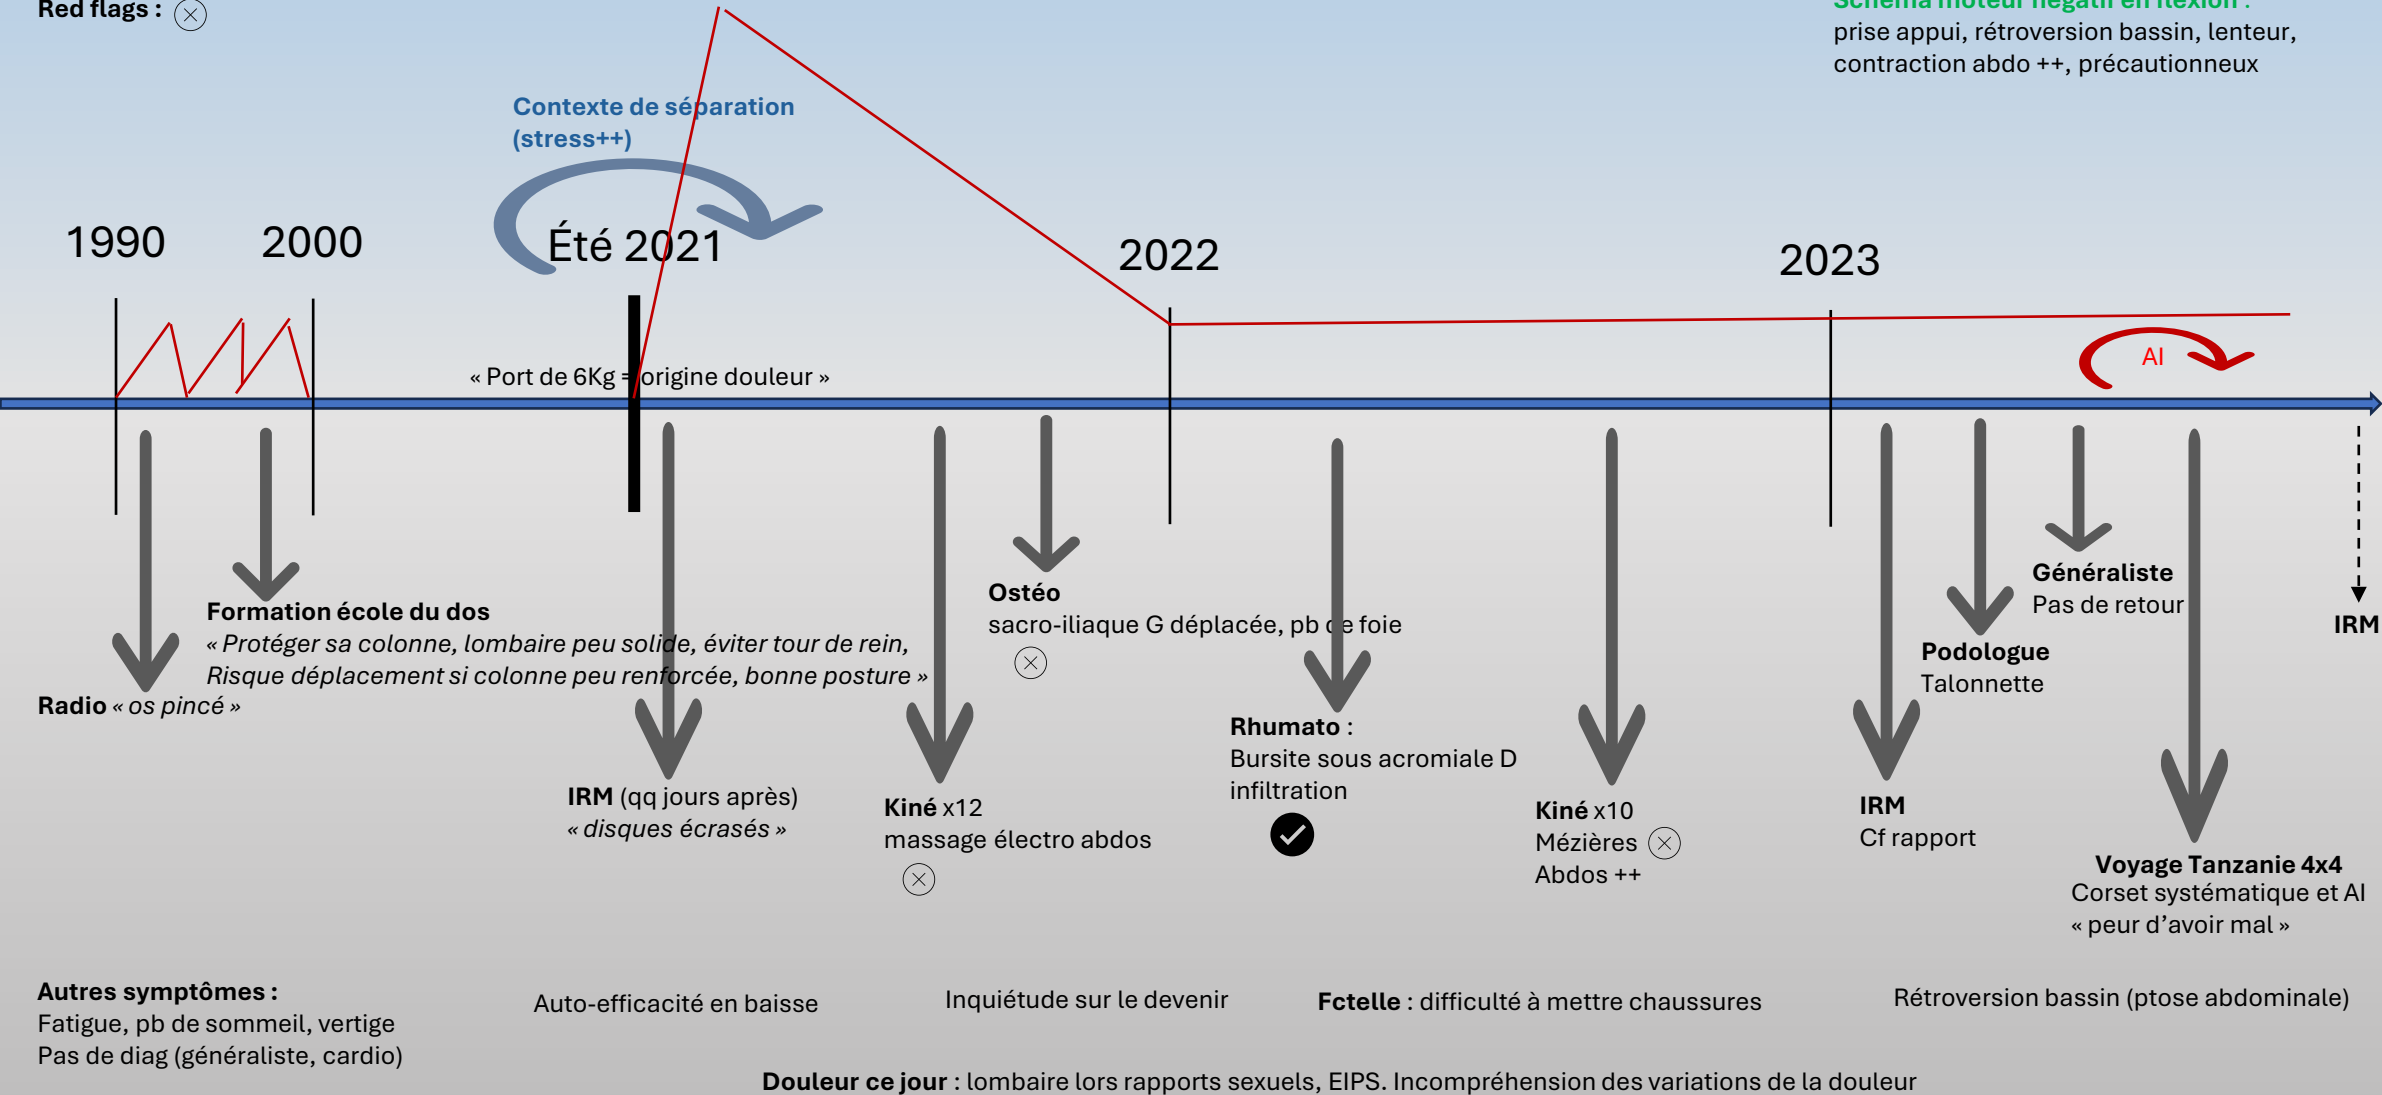 Red flags :
Schéma moteur négatif en flexion :
prise appui, rétroversion bassin, lenteur,
contraction abdo ++, précautionneux
Contexte de séparation
(stress++)
1990
2000
Été 2021
2022
2023
« Port de 6Kg = origine douleur »
AI
Formation école du dos
« Protéger sa colonne, lombaire peu solide, éviter tour de rein,
Risque déplacement si colonne peu renforcée, bonne posture »
Radio « os pincé »
IRM (qq jours après)
« disques écrasés »
Kiné x12
massage électro abdos
Ostéo
sacro-iliaque G déplacée, pb de foie
Rhumato :
Bursite sous acromiale D
infiltration
Kiné x10
Mézières
Abdos ++
IRM
Cf rapport
Podologue
Talonnette
Généraliste
Pas de retour
Voyage Tanzanie 4x4
Corset systématique et AI
« peur d’avoir mal »
IRM
Autres symptômes :
Fatigue, pb de sommeil, vertige
Pas de diag (généraliste, cardio)
Auto-efficacité en baisse
Inquiétude sur le devenir
Fctelle : difficulté à mettre chaussures
Rétroversion bassin (ptose abdominale)
Douleur ce jour : lombaire lors rapports sexuels, EIPS. Incompréhension des variations de la douleur